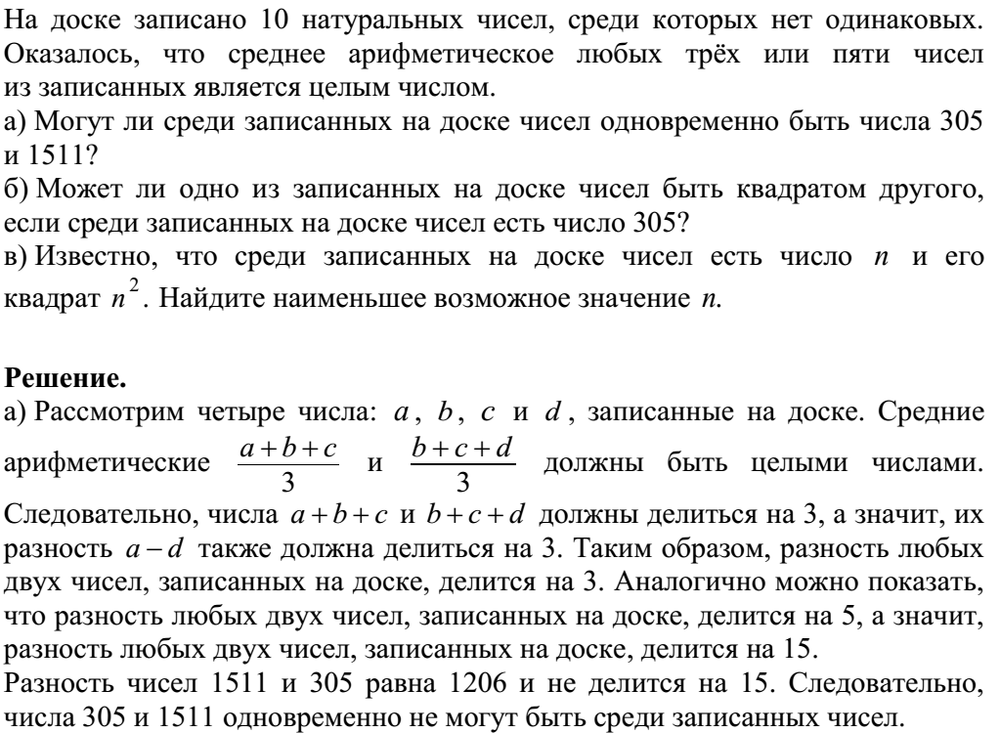 На доске записано 10 натуральных чисел, среди которых нет одинаковых.
Оказалось, что среднее арифметическое любых трёх или пяти чисел
из записанных является целым числом.
а) Могут ли среди записанных на доске чисел одновременно быть числа 305
и 1511?
б) Может ли одно из записанных на доске чисел быть квадратом другого,
если среди записанных на доске чисел есть число 305?
в) Известно, что среди записанных на доске чисел есть число n и его
квадрат n². Найдите наименьшее возможное значение n.
Решение.
а) Рассмотрим четыре числа: a, b, c и d, записанные на доске. Средние
арифметические (a+b+c)/3 и (b+c+d)/3 должны быть целыми числами.
Следовательно, числа a+b+c и b+c+d должны делиться на 3, а значит, их
разность a−d также должна делиться на 3. Таким образом, разность любых
двух чисел, записанных на доске, делится на 3. Аналогично можно показать,
что разность любых двух чисел, записанных на доске, делится на 5, а значит,
разность любых двух чисел, записанных на доске, делится на 15.
Разность чисел 1511 и 305 равна 1206 и не делится на 15. Следовательно,
числа 305 и 1511 одновременно не могут быть среди записанных чисел.